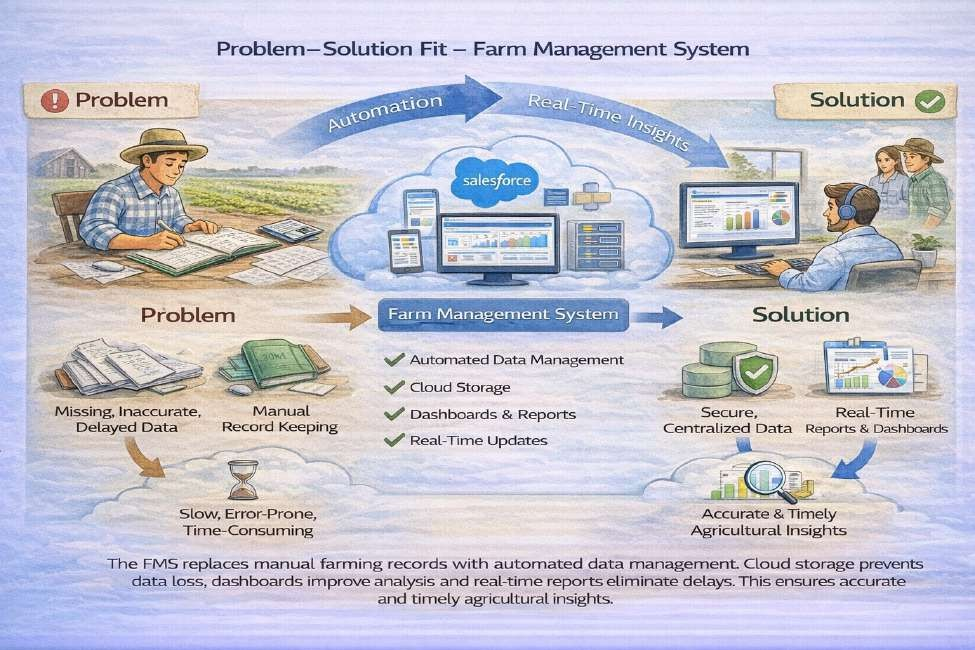 Problem–Solution Fit – Farm Management System
Problem
Automation
Real-Time Insights
Solution
salesforce
Problem
Farm Management System
Solution
Automated Data Management
Cloud Storage
Dashboards & Reports
Real-Time Updates
Missing, Inaccurate,
Delayed Data
Manual
Record Keeping
Secure,
Centralized Data
Real-Time
Reports & Dashboards
Slow, Error-Prone,
Time-Consuming
Accurate & Timely
Agricultural Insights
The FMS replaces manual farming records with automated data management. Cloud storage prevents
data loss, dashboards improve analysis and real-time reports eliminate delays. This ensures accurate
and timely agricultural insights.